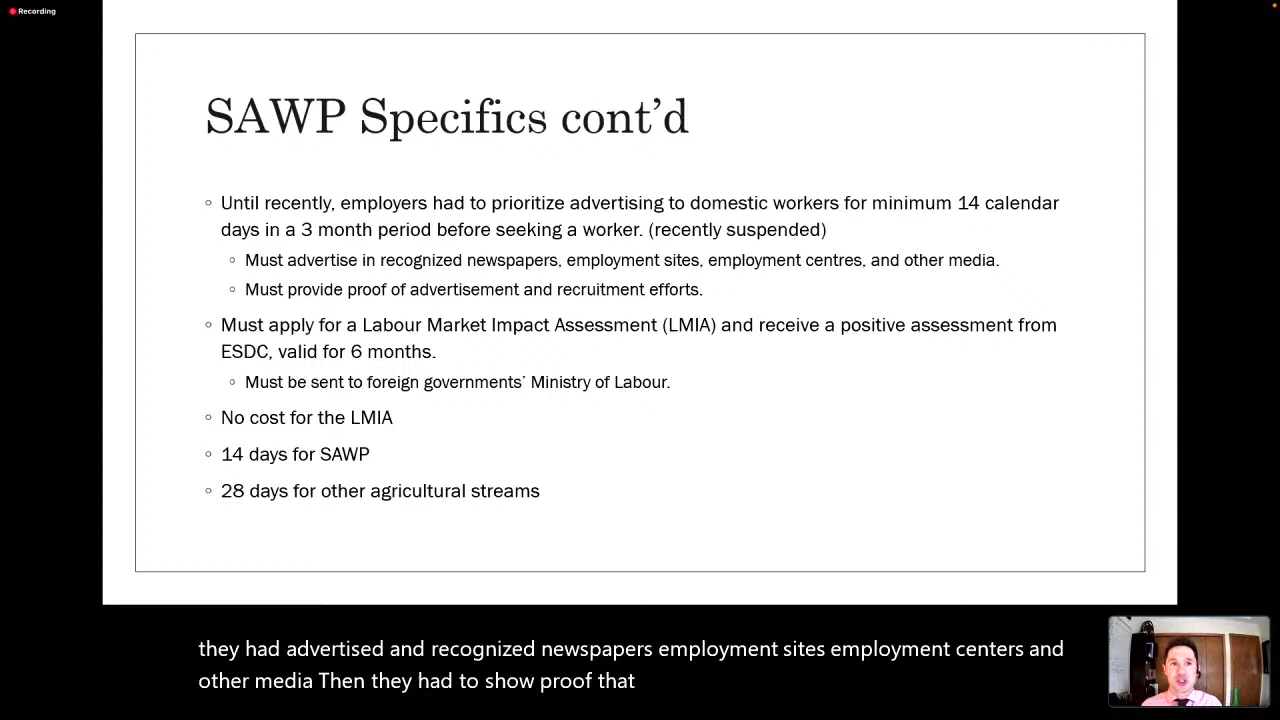 Recording
SAWP Specifics cont’d
Until recently, employers had to prioritize advertising to domestic workers for minimum 14 calendar
days in a 3 month period before seeking a worker. (recently suspended)
Must advertise in recognized newspapers, employment sites, employment centres, and other media.
Must provide proof of advertisement and recruitment efforts.
Must apply for a Labour Market Impact Assessment (LMIA) and receive a positive assessment from
ESDC, valid for 6 months.
Must be sent to foreign governments’ Ministry of Labour.
No cost for the LMIA
14 days for SAWP
28 days for other agricultural streams
they had advertised and recognized newspapers employment sites employment centers and
other media Then they had to show proof that